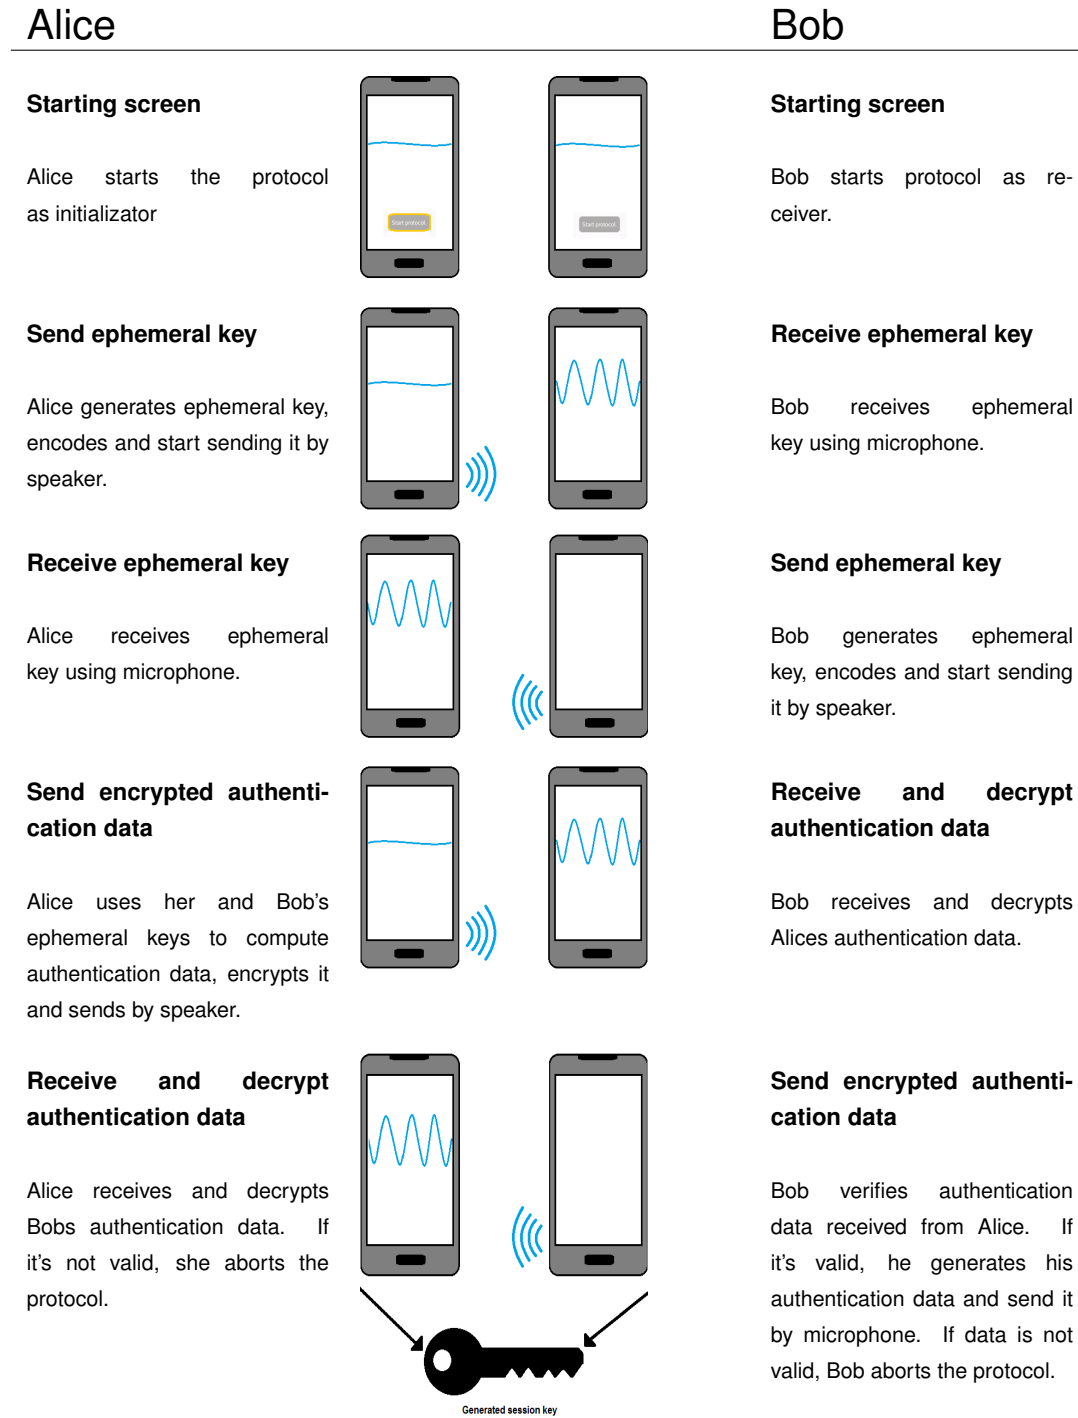 Alice
Bob
Starting screen
Alice starts the protocol
as initializator
Start protocol
Start protocol
Starting screen
Bob starts protocol as re-
ceiver.
Send ephemeral key
Alice generates ephemeral key,
encodes and start sending it by
speaker.
Receive ephemeral key
Bob receives ephemeral
key using microphone.
Receive ephemeral key
Alice receives ephemeral
key using microphone.
Send ephemeral key
Bob generates ephemeral
key, encodes and start sending
it by speaker.
Send encrypted authenti-
cation data
Alice uses her and Bob's
ephemeral keys to compute
authentication data, encrypts it
and sends by speaker.
Receive and decrypt
authentication data
Bob receives and decrypts
Alices authentication data.
Receive and decrypt
authentication data
Alice receives and decrypts
Bobs authentication data. If
it's not valid, she aborts the
protocol.
Send encrypted authenti-
cation data
Bob verifies authentication
data received from Alice. If
it's valid, he generates his
authentication data and send it
by microphone. If data is not
valid, Bob aborts the protocol.
Generated session key